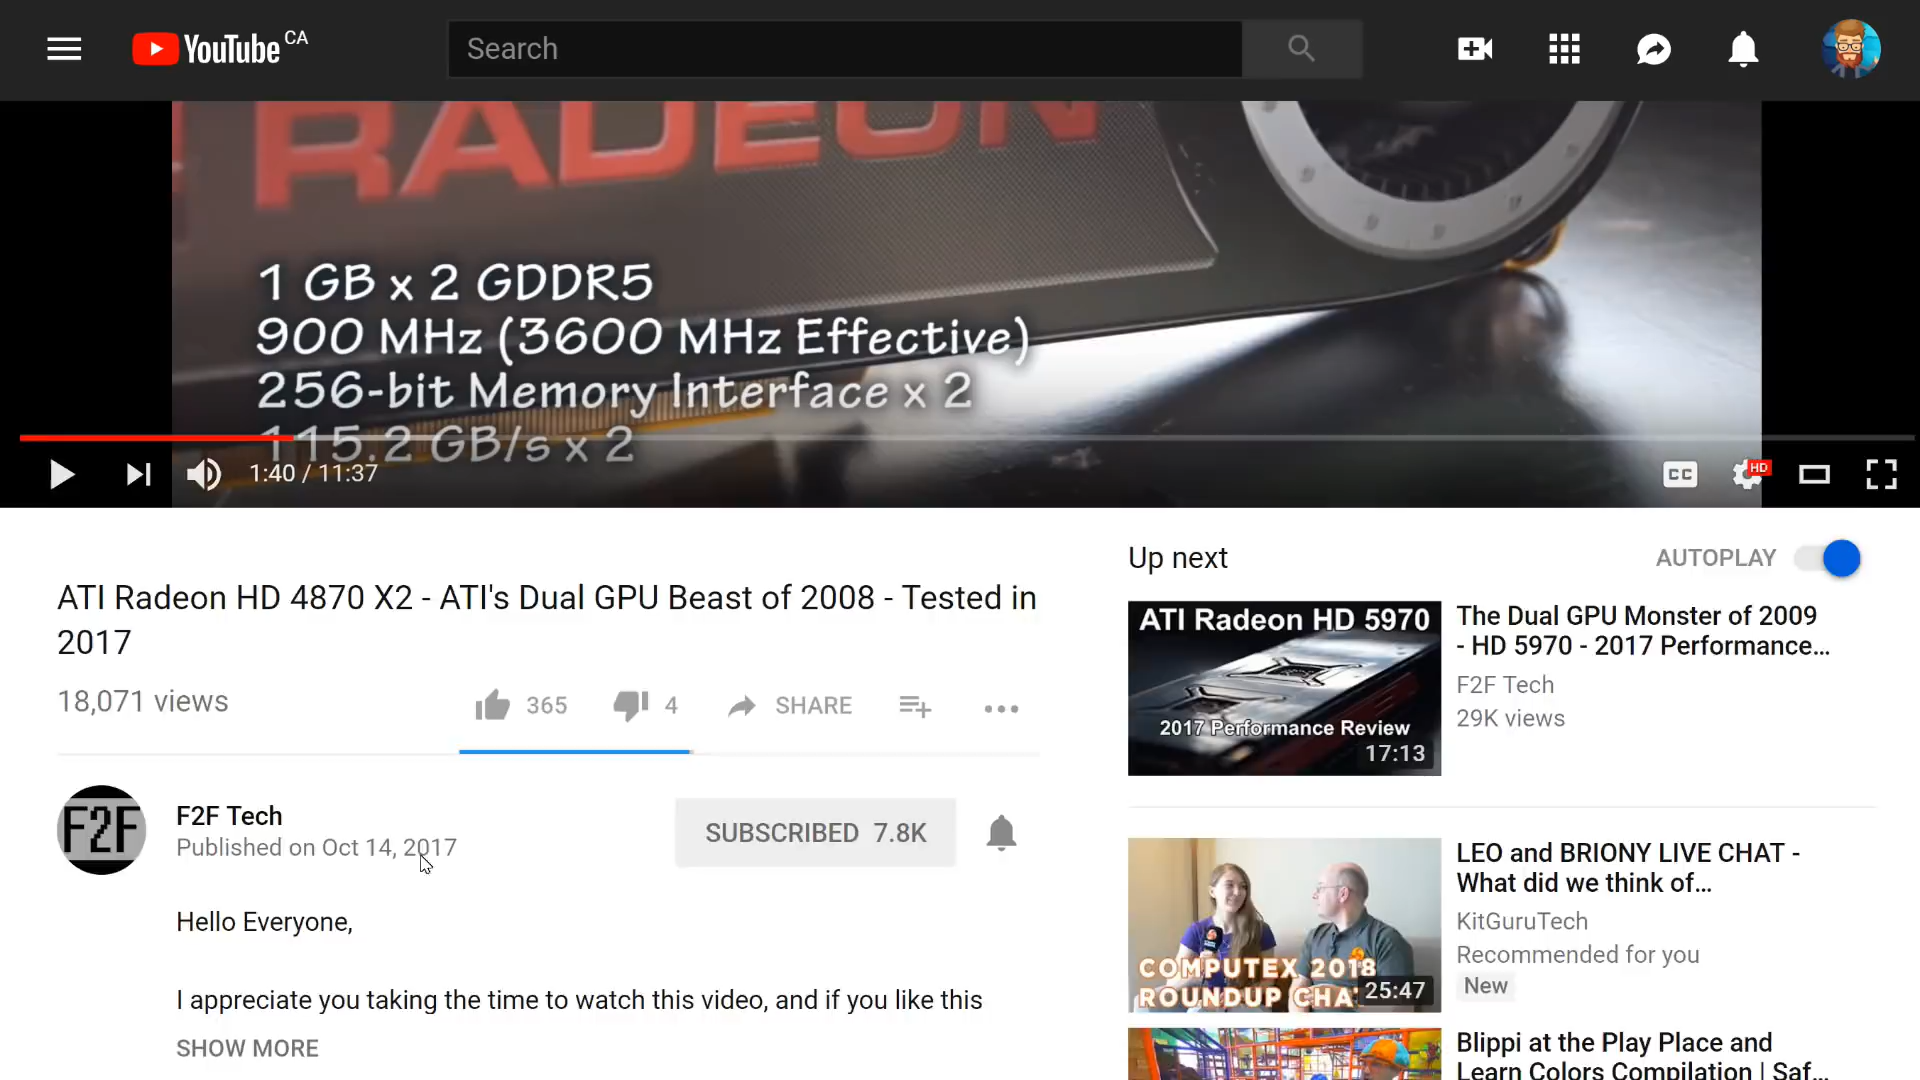 YouTube CA
Search
RADEON
1 GB x 2 GDDR5
900 MHz (3600 MHz Effective)
256-bit Memory Interface x 2
115.2 GB/s x 2
1:40 / 11:37
CC
HD
ATI Radeon HD 4870 X2 - ATI's Dual GPU Beast of 2008 - Tested in
2017
18,071 views
365
4
SHARE
F2F
F2F Tech
Published on Oct 14, 2017
SUBSCRIBED 7.8K
Hello Everyone,
I appreciate you taking the time to watch this video, and if you like this
SHOW MORE
Up next
AUTOPLAY
ATI Radeon HD 5970
2017 Performance Review
17:13
The Dual GPU Monster of 2009
- HD 5970 - 2017 Performance...
F2F Tech
29K views
COMPUTEX 2018
ROUNDUP CHA
25:47
LEO and BRIONY LIVE CHAT -
What did we think of...
KitGuruTech
Recommended for you
New
Blippi at the Play Place and
Learn Colors Compilation | Saf...